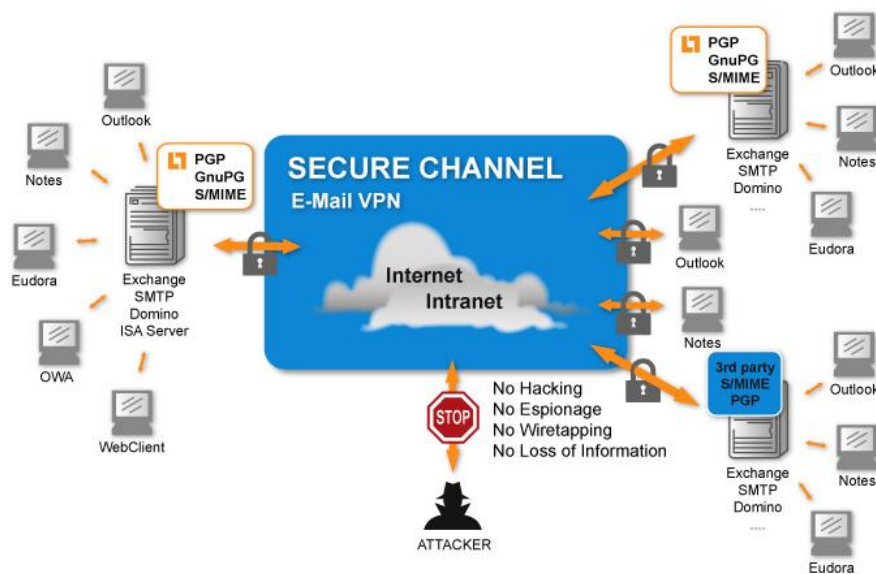 Outlook
Notes
Eudora
OWA
WebClient
PGP
GnuPG
S/MIME
Exchange
SMTP
Domino
ISA Server
SECURE CHANNEL
E-Mail VPN
Internet
Intranet
STOP
No Hacking
No Espionage
No Wiretapping
No Loss of Information
ATTACKER
PGP
GnuPG
S/MIME
Exchange
SMTP
Domino
....
Outlook
Notes
Eudora
Outlook
Notes
3rd party
S/MIME
PGP
Exchange
SMTP
Domino
....
Outlook
Notes
Eudora